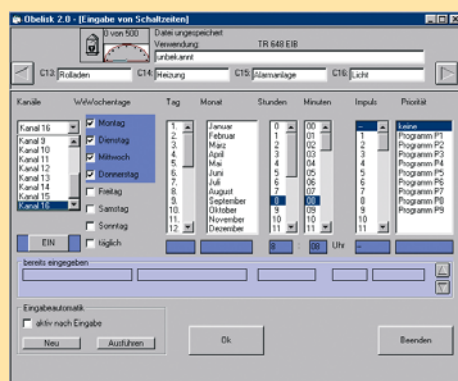 Obelisk 2.0 - [Eingabe von Schaltzeiten]
0 von 500
Datei ungespeichert
Verwendung: TR 648 EIB
unbekannt
C13: Rolladen C14: Heizung C15: Alarmanlage C16: Licht
Kanäle Wochentage Tag Monat Stunden Minuten Impuls Priorität
Kanal 16 Montag 1. Januar 0 00 -- keine
Kanal 9 Dienstag 2. Februar 1 01 1 Programm P1
Kanal 10 Mittwoch 3. März 2 02 2 Programm P2
Kanal 11 Donnerstag 4. April 3 03 3 Programm P3
Kanal 12 Freitag 5. Mai 4 04 4 Programm P4
Kanal 13 Samstag 6. Juni 5 05 5 Programm P5
Kanal 14 Sonntag 7. Juli 6 06 6 Programm P6
Kanal 15 täglich 8. August 7 07 7 Programm P7
Kanal 16 9. September 8 08 8 Programm P8
10. Oktober 9 09 9 Programm P9
11. November 10 10 10
12. Dezember 11 11 11
EIN 8 : 08 Uhr --
bereits eingegeben
Eingabeautomatik
aktiv nach Eingabe
Neu Ausführen Ok Beenden